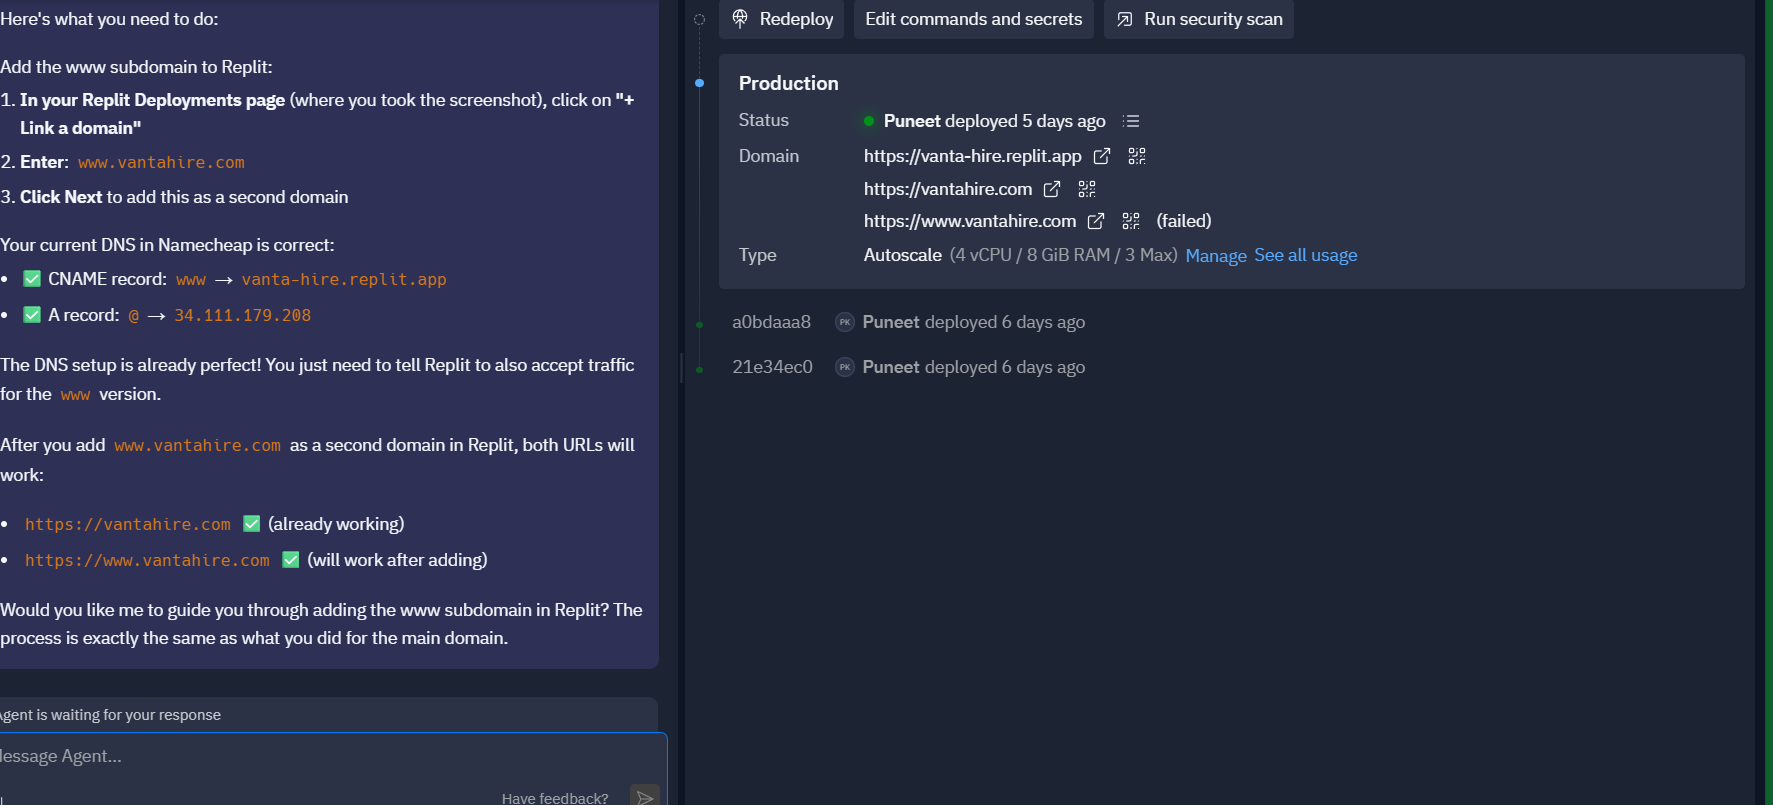 Here's what you need to do:
Add the www subdomain to Replit:
1. In your Replit Deployments page (where you took the screenshot), click on "+
Link a domain"
2. Enter: www.vantahire.com
3. Click Next to add this as a second domain
Your current DNS in Namecheap is correct:
• ✅ CNAME record: www → vanta-hire.replit.app
• ✅ A record: @ → 34.111.179.208
The DNS setup is already perfect! You just need to tell Replit to also accept traffic
for the www version.
After you add www.vantahire.com as a second domain in Replit, both URLs will
work:
• https://vantahire.com ✅ (already working)
• https://www.vantahire.com ✅ (will work after adding)
Would you like me to guide you through adding the www subdomain in Replit? The
process is exactly the same as what you did for the main domain.
Agent is waiting for your response
Message Agent...
Have feedback?
Redeploy
Edit commands and secrets
Run security scan
Production
Status Puneet deployed 5 days ago
Domain https://vanta-hire.replit.app
https://vantahire.com
https://www.vantahire.com (failed)
Type Autoscale (4 vCPU / 8 GiB RAM / 3 Max) Manage See all usage
a0bdaaa8 PK Puneet deployed 6 days ago
21e34ec0 PK Puneet deployed 6 days ago